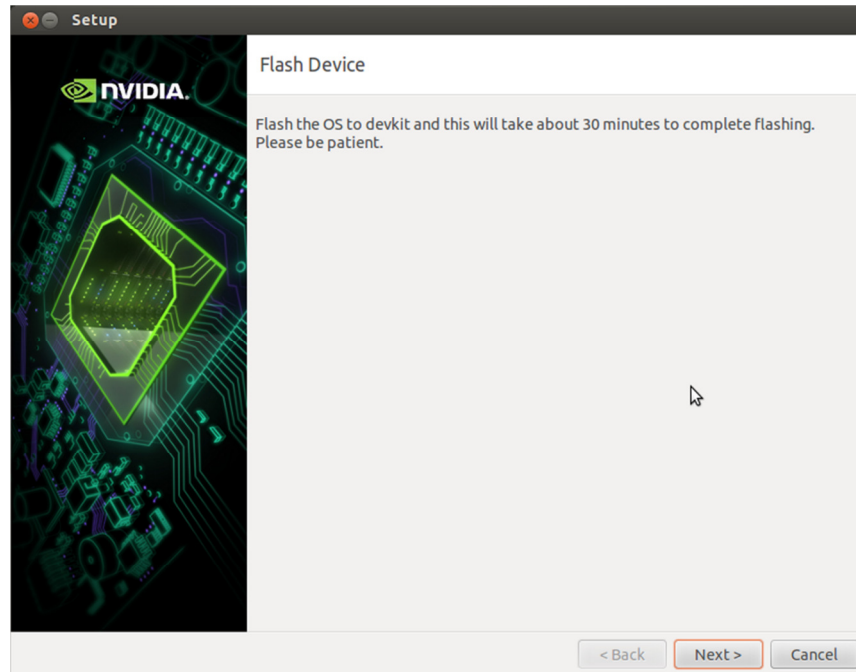 Setup
NVIDIA.
Flash Device
Flash the OS to devkit and this will take about 30 minutes to complete flashing.
Please be patient.
< Back
Next >
Cancel